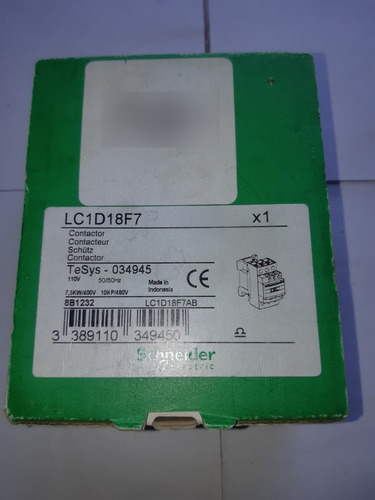 LC1D18F7 x1
Contactor
Contacteur
Schütz
Contactor
TeSys - 034945
110V 50/60Hz Made in
Indonesia
7,5KW/400V 10HP/480V
8B1232 LC1D18F7AB
3 389110 349450
Schneider
Electric